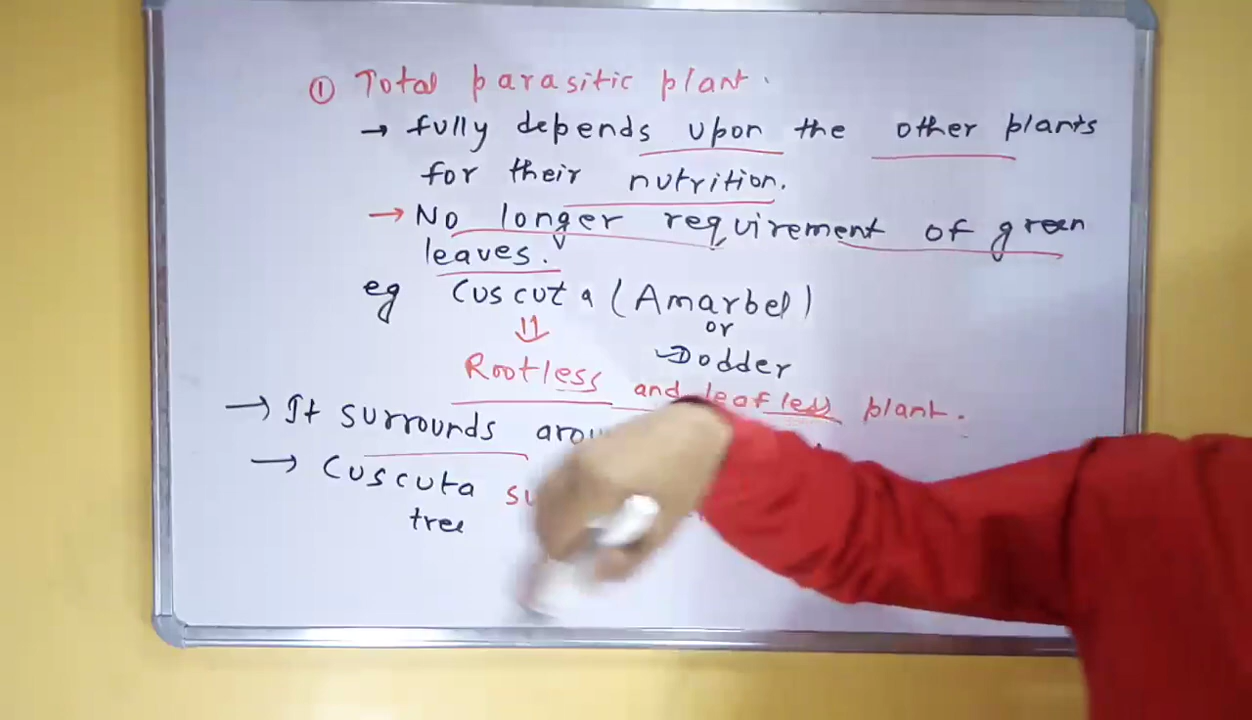 ① Total parasitic plant.
→ fully depends upon the other plants
for their nutrition.
→ No longer requirement of green
leaves.
eg Cuscuta (Amarbel)
or
Dodder
Rootless and leafless plant.
→ It surrounds
→ Cuscuta
tree